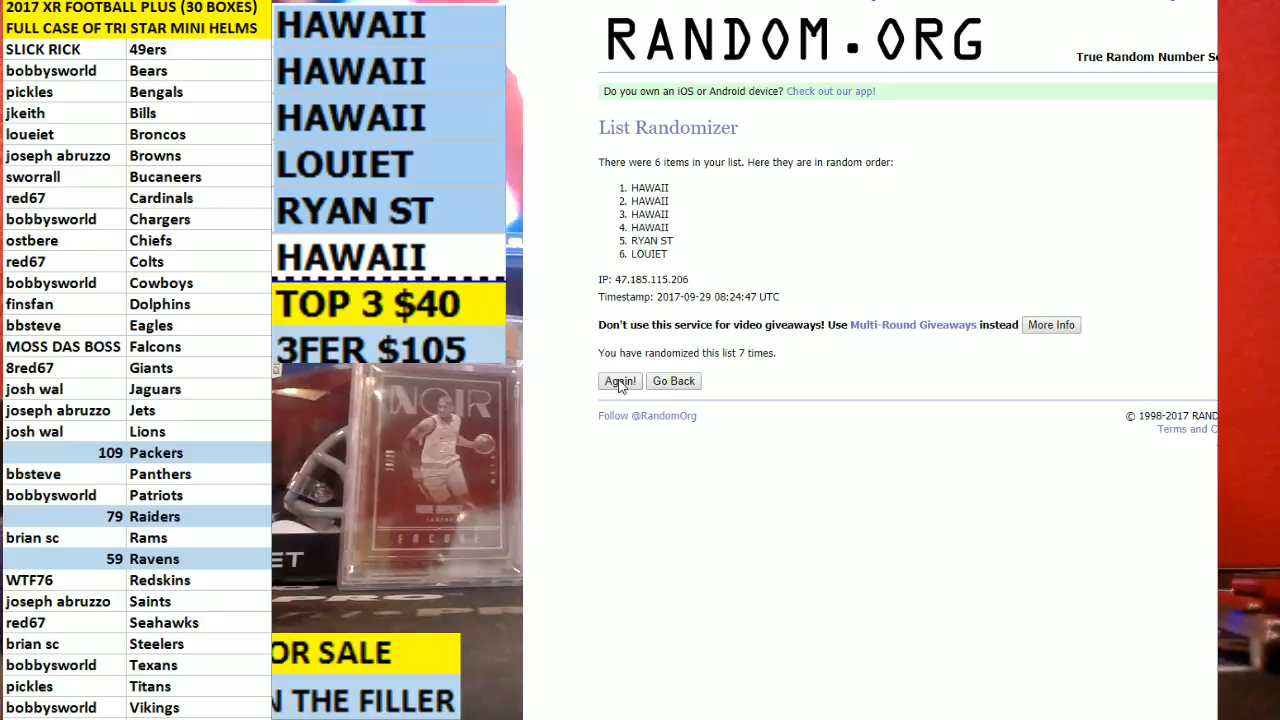 2017 XR FOOTBALL PLUS (30 BOXES)
FULL CASE OF TRI STAR MINI HELMS
SLICK RICK 49ers
bobbysworld Bears
pickles Bengals
jkeith Bills
loueiet Broncos
joseph abruzzo Browns
sworrall Bucaneers
red67 Cardinals
bobbysworld Chargers
ostbere Chiefs
red67 Colts
bobbysworld Cowboys
finsfan Dolphins
bbsteve Eagles
MOSS DAS BOSS Falcons
8red67 Giants
josh wal Jaguars
joseph abruzzo Jets
josh wal Lions
109 Packers
bbsteve Panthers
bobbysworld Patriots
79 Raiders
brian sc Rams
59 Ravens
WTF76 Redskins
joseph abruzzo Saints
red67 Seahawks
brian sc Steelers
bobbysworld Texans
pickles Titans
bobbysworld Vikings
HAWAII
HAWAII
HAWAII
LOUIET
RYAN ST
HAWAII
TOP 3 $40
3FER $105
NOIR
ENCORE
ET
PRO
OR SALE
N THE FILLER
RANDOM.ORG
True Random Number Se
Do you own an iOS or Android device? Check out our app!
List Randomizer
There were 6 items in your list. Here they are in random order:
1. HAWAII
2. HAWAII
3. HAWAII
4. HAWAII
5. RYAN ST
6. LOUIET
IP: 47.185.115.206
Timestamp: 2017-09-29 08:24:47 UTC
Don't use this service for video giveaways! Use Multi-Round Giveaways instead More Info
You have randomized this list 7 times.
Again! Go Back
Follow @RandomOrg
© 1998-2017 RAND
Terms and C